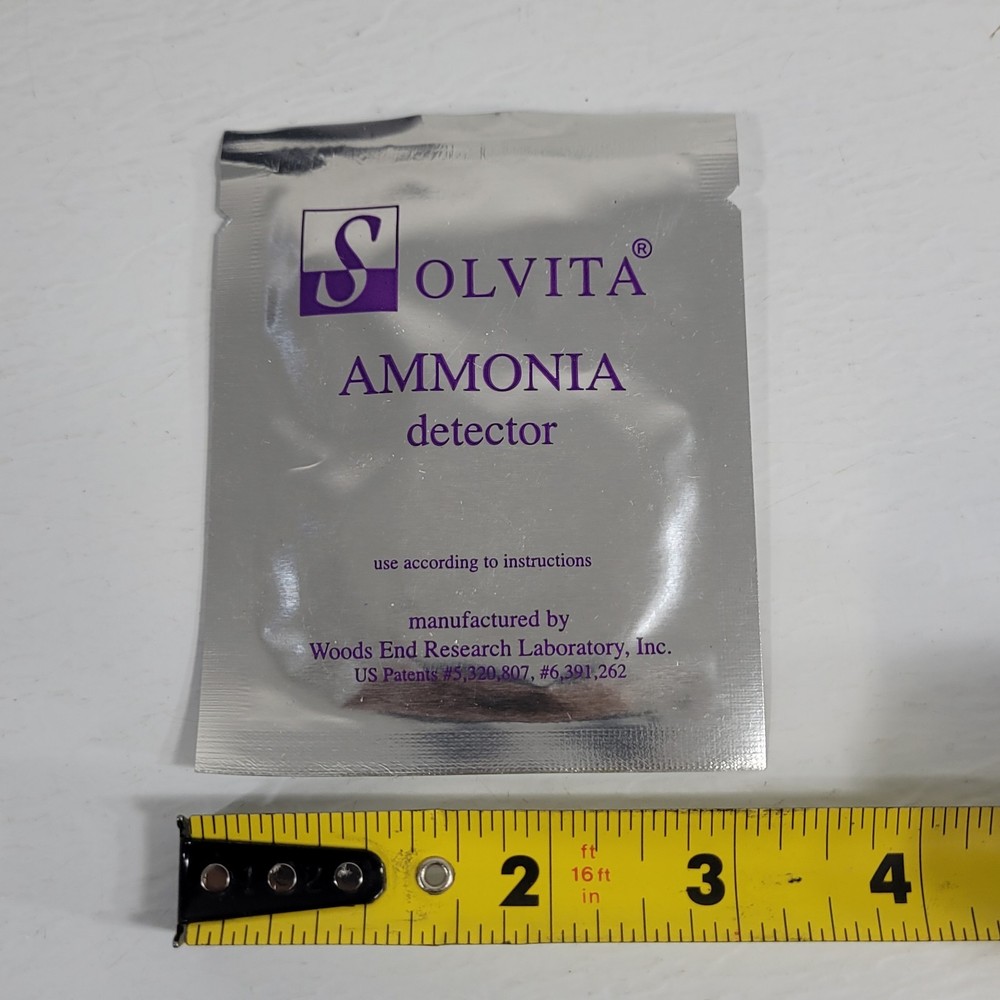 SOLVITA®
AMMONIA
detector
use according to instructions
manufactured by
Woods End Research Laboratory, Inc.
US Patents #5,320,807, #6,391,262
2 ft 3 4
16 ft
in